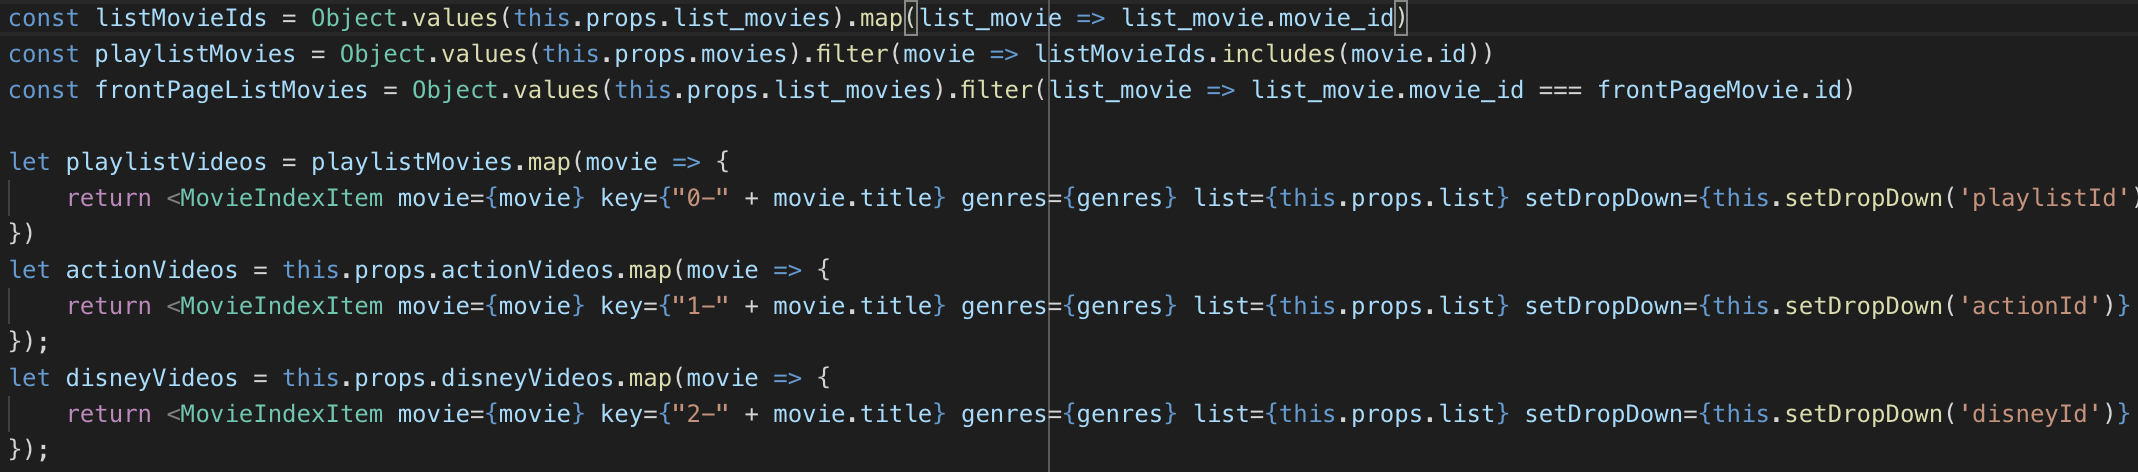 const listMovieIds = Object.values(this.props.list_movies).map(list_movie => list_movie.movie_id)
const playlistMovies = Object.values(this.props.movies).filter(movie => listMovieIds.includes(movie.id))
const frontPageListMovies = Object.values(this.props.list_movies).filter(list_movie => list_movie.movie_id === frontPageMovie.id)

let playlistVideos = playlistMovies.map(movie => {
    return <MovieIndexItem movie={movie} key={"0-" + movie.title} genres={genres} list={this.props.list} setDropDown={this.setDropDown('playlistId')
})
let actionVideos = this.props.actionVideos.map(movie => {
    return <MovieIndexItem movie={movie} key={"1-" + movie.title} genres={genres} list={this.props.list} setDropDown={this.setDropDown('actionId')}
});
let disneyVideos = this.props.disneyVideos.map(movie => {
    return <MovieIndexItem movie={movie} key={"2-" + movie.title} genres={genres} list={this.props.list} setDropDown={this.setDropDown('disneyId')}
});